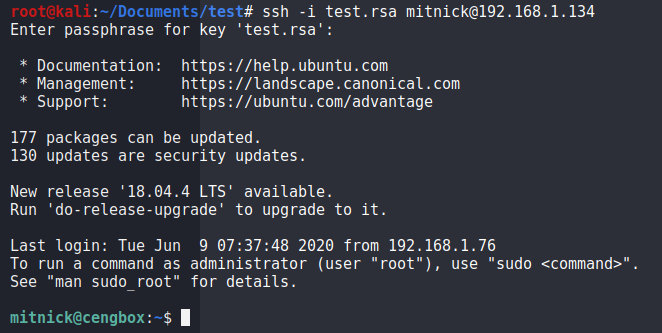 root@kali:~/Documents/test# ssh -i test.rsa mitnick@192.168.1.134
Enter passphrase for key 'test.rsa':
* Documentation:  https://help.ubuntu.com
* Management:     https://landscape.canonical.com
* Support:        https://ubuntu.com/advantage
177 packages can be updated.
130 updates are security updates.
New release '18.04.4 LTS' available.
Run 'do-release-upgrade' to upgrade to it.
Last login: Tue Jun  9 07:37:48 2020 from 192.168.1.76
To run a command as administrator (user "root"), use "sudo <command>".
See "man sudo_root" for details.
mitnick@cengbox:~$